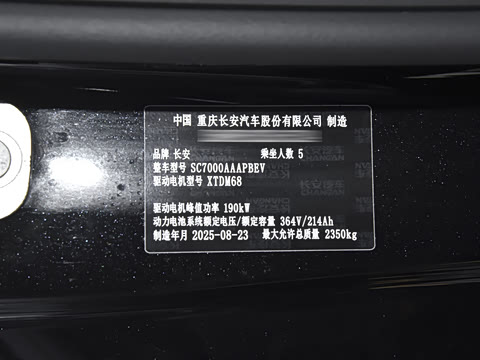 中国 重庆长安汽车股份有限公司 制造
品牌 长安 乘坐人数 5
整车型号 SC7000AAAPBEV
驱动电机型号 XTDM68
驱动电机峰值功率 190kW
动力电池系统额定电压/额定容量 364V/214Ah
制造年月 2025-08-23 最大允许总质量 2350kg